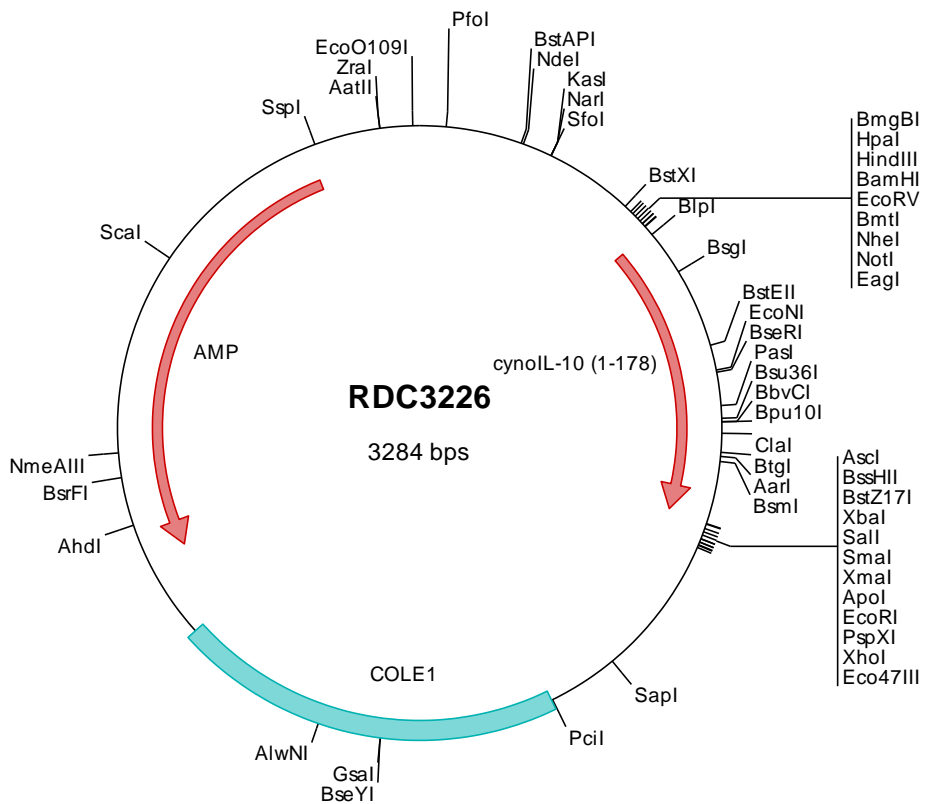 PfoI
EcoO109I
ZraI
AatII
SspI
BstAPI
NdeI
KasI
NarI
SfoI
BstXI
BlpI
BsgI
BmgBI
HpaI
HindIII
BamHI
EcoRV
BmtI
NheI
NotI
EagI
ScaI
BstEII
EcoNI
BseRI
PasI
Bsu36I
BbvCI
Bpu10I
ClaI
BtgI
AarI
BsmI
AMP
cynoIL-10 (1-178)
RDC3226
3284 bps
NmeAIII
BsrFI
AhdI
AscI
BssHII
BstZ17I
XbaI
SalI
SmaI
XmaI
ApoI
EcoRI
PspXI
XhoI
Eco47III
COLE1
SapI
PciI
AlwNI
GsaI
BseYI